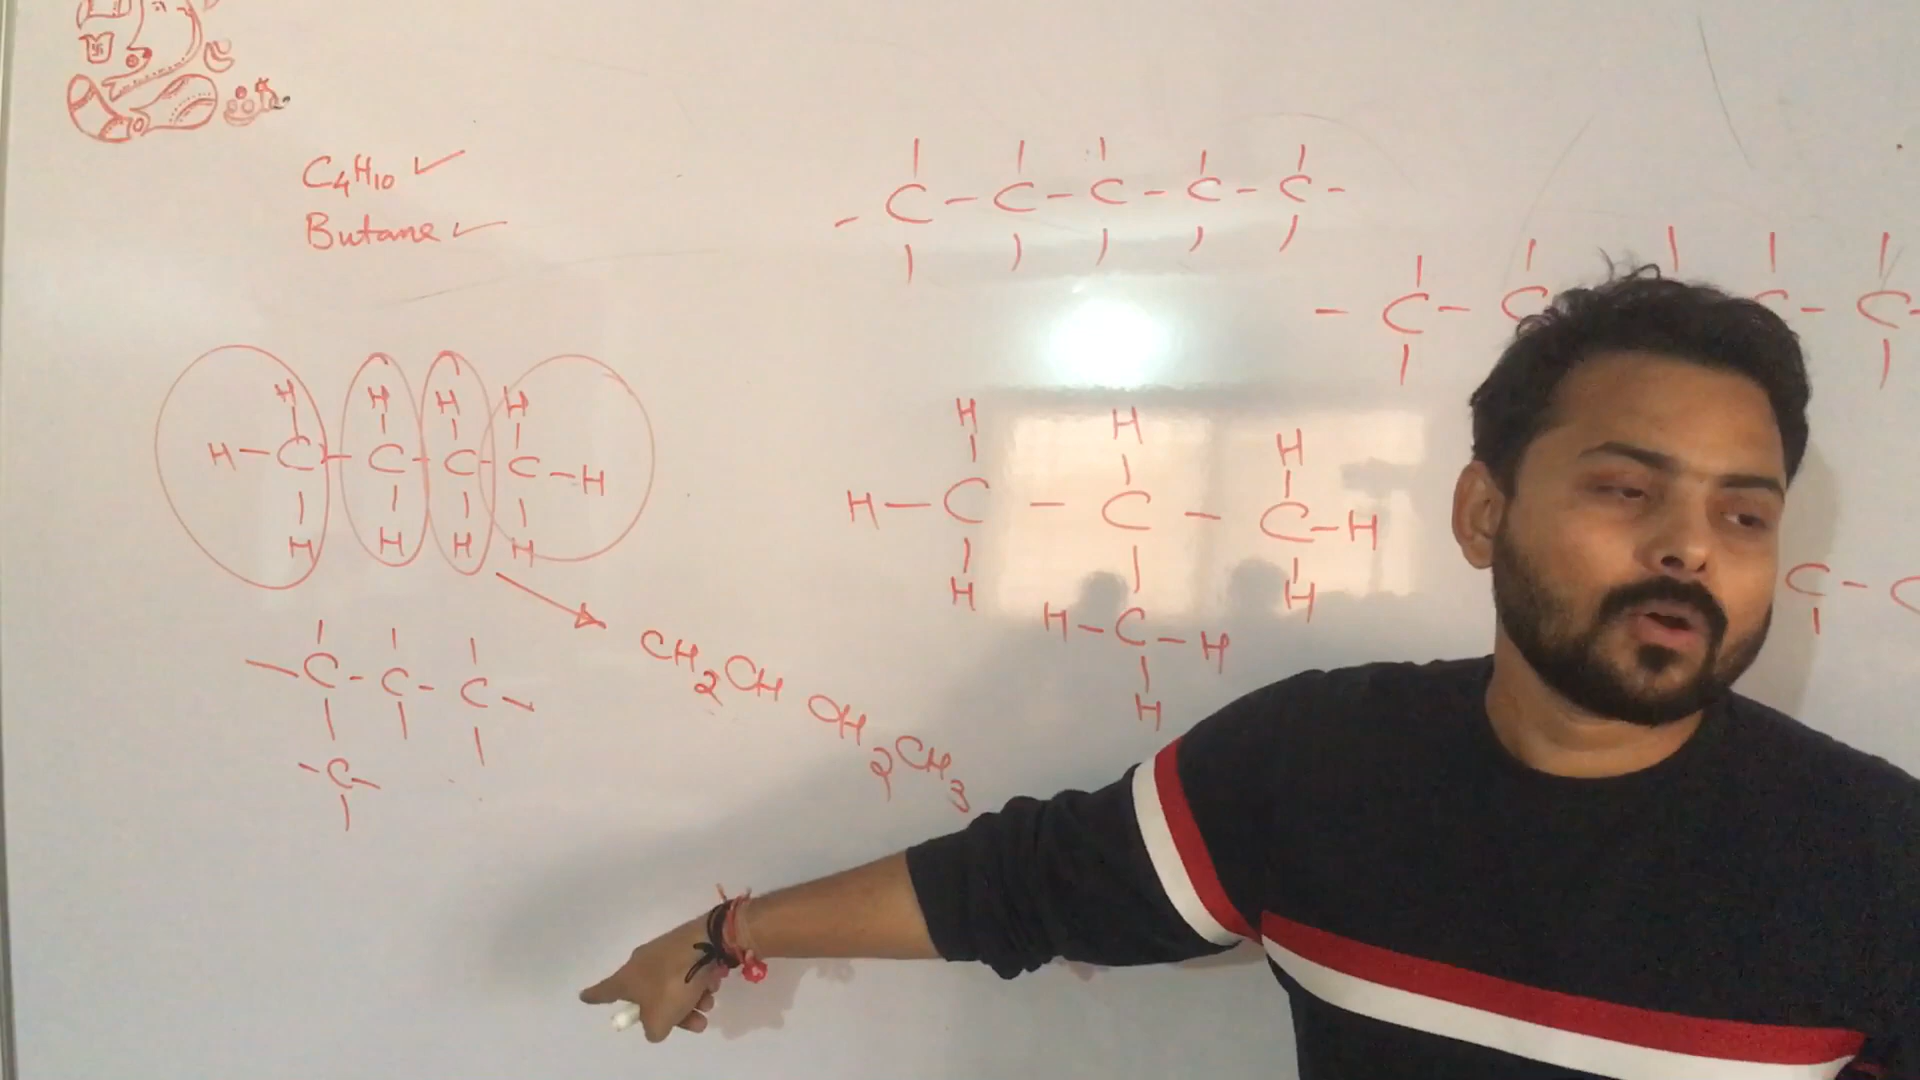 C4H10 ✓
Butane ✓
- C - C - C - C - C -
- C - C
C - C -
H H H H
H - C - C - C - C - H
H H H H
H H H
H - C - C - C - H
H H
H - C - H
H
C - C
- C - C - C -
- C -
CH2CH CH2CH3